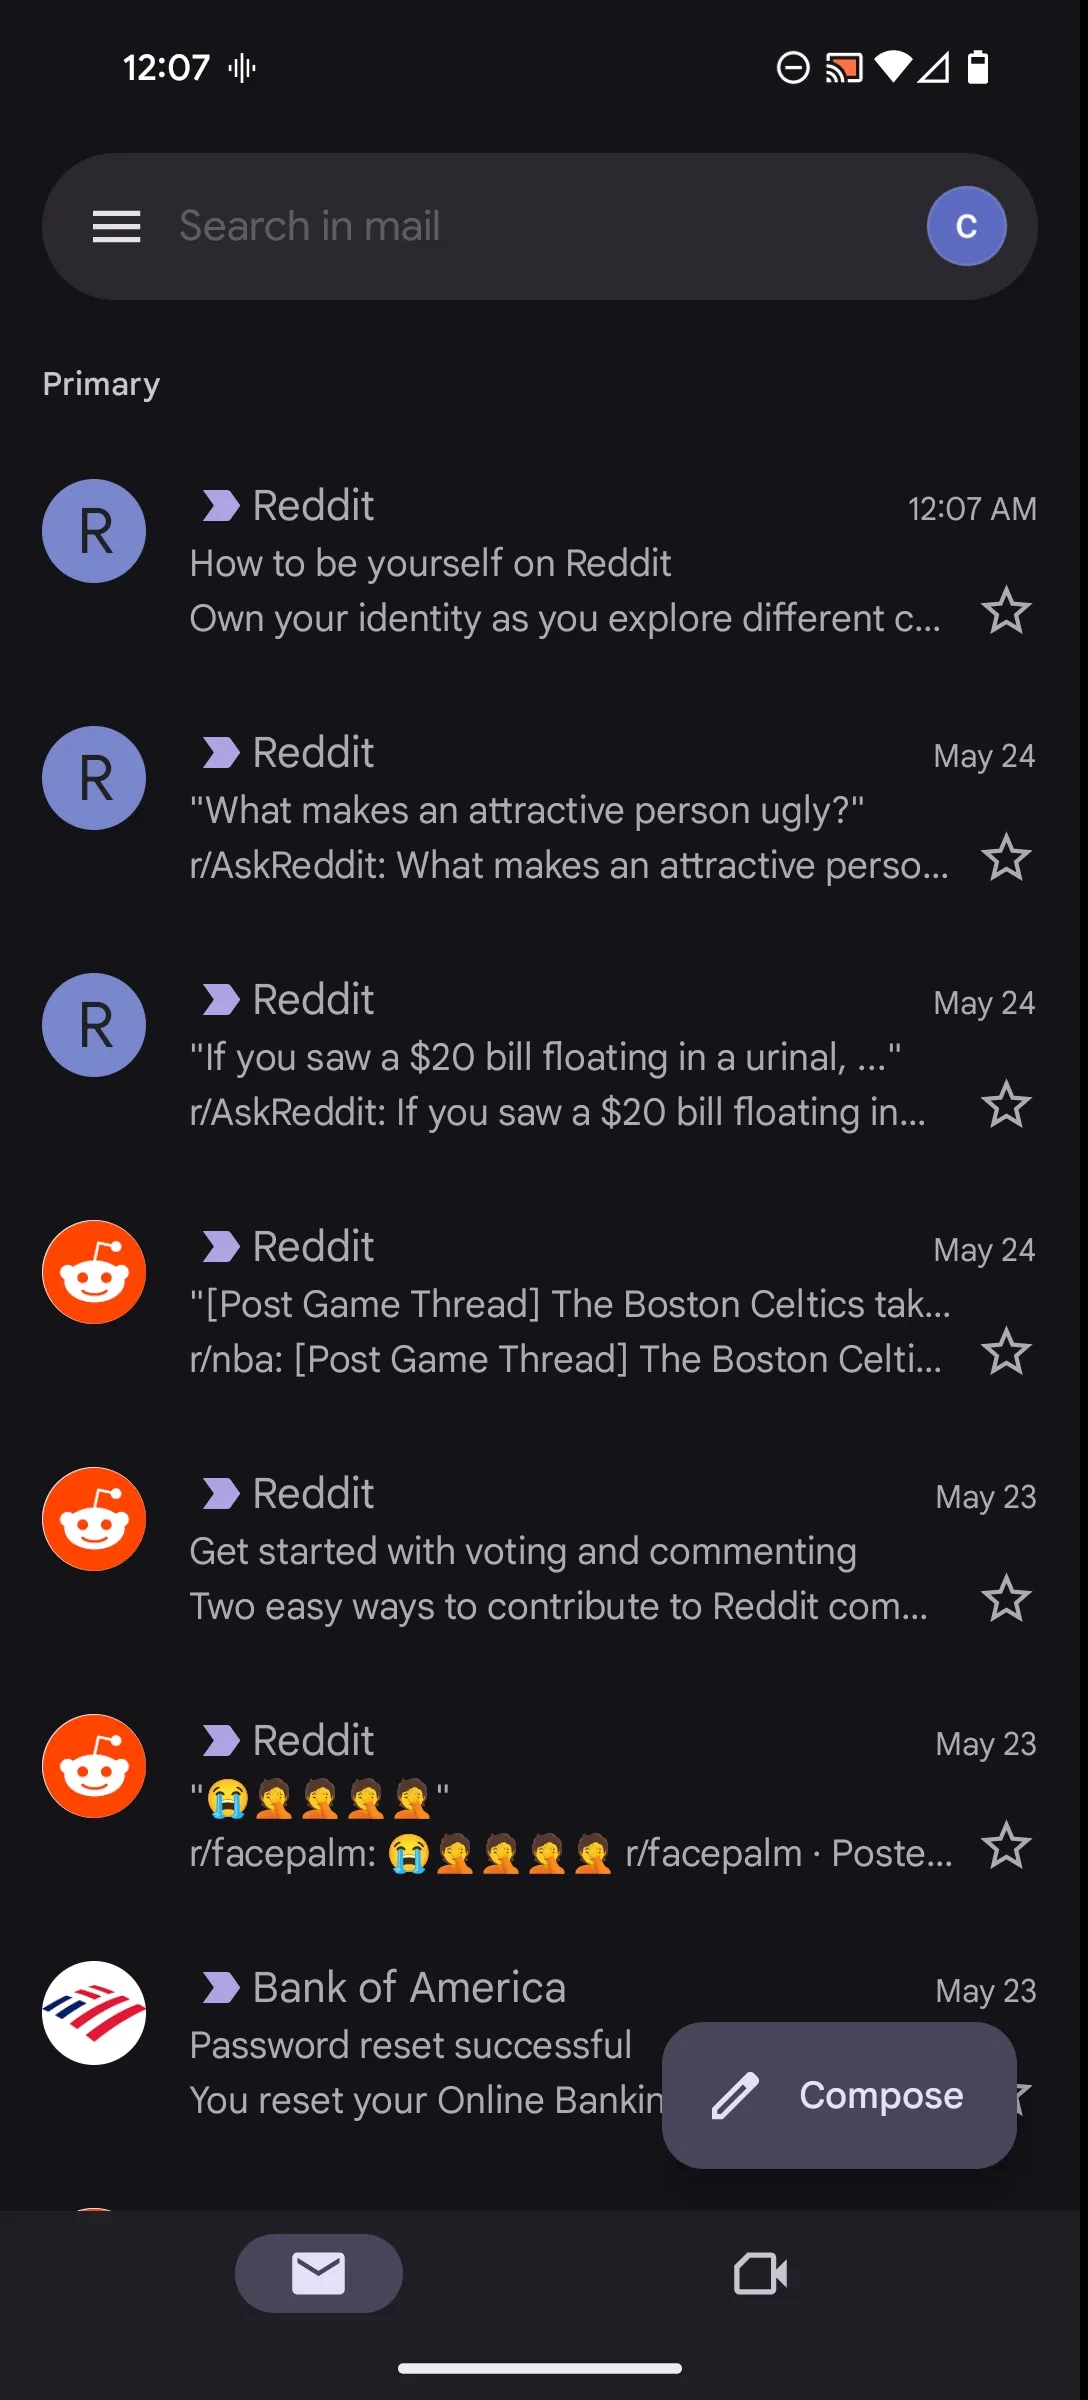 12:07
Search in mail
C
Primary
R
Reddit
12:07 AM
How to be yourself on Reddit
Own your identity as you explore different c...
R
Reddit
May 24
"What makes an attractive person ugly?"
r/AskReddit: What makes an attractive perso...
R
Reddit
May 24
"If you saw a $20 bill floating in a urinal, ..."
r/AskReddit: If you saw a $20 bill floating in...
Reddit
May 24
"[Post Game Thread] The Boston Celtics tak...
r/nba: [Post Game Thread] The Boston Celti...
Reddit
May 23
Get started with voting and commenting
Two easy ways to contribute to Reddit com...
Reddit
May 23
"😭🤦🤦🤦🤦"
r/facepalm: 😭🤦🤦🤦🤦 r/facepalm · Poste...
Bank of America
May 23
Password reset successful
You reset your Online Bankin
Compose